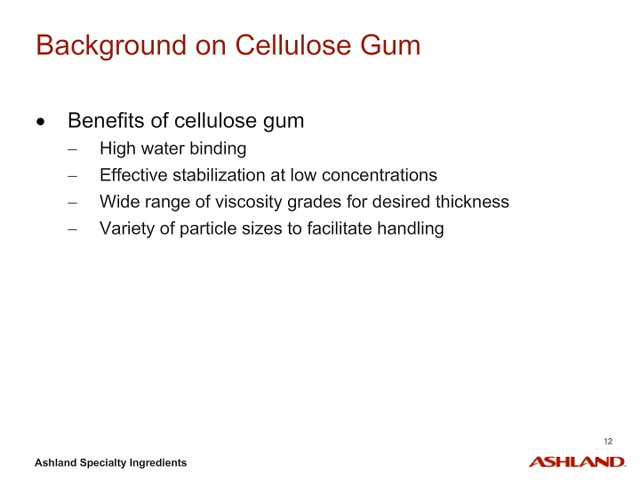 Background on Cellulose Gum
• Benefits of cellulose gum
– High water binding
– Effective stabilization at low concentrations
– Wide range of viscosity grades for desired thickness
– Variety of particle sizes to facilitate handling
12
Ashland Specialty Ingredients
ASHLAND.